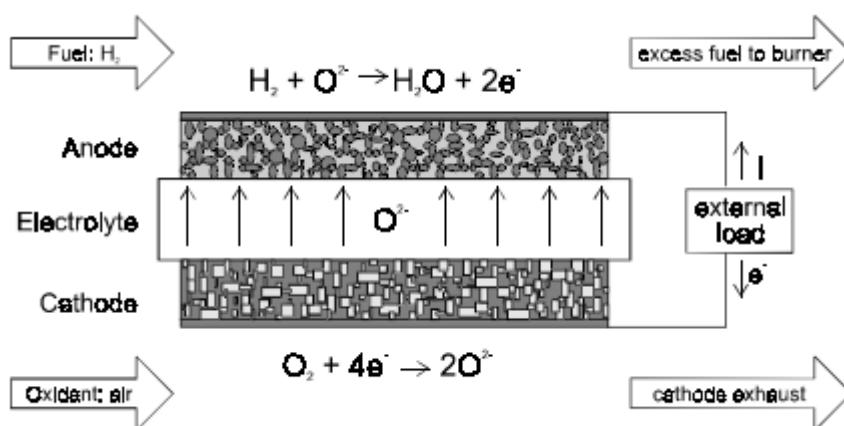 Fuel: H₂
excess fuel to burner
H₂ + O²⁻ → H₂O + 2e⁻
Anode
I
Electrolyte
O²⁻
external
load
e⁻
Cathode
O₂ + 4e⁻ → 2O²⁻
Oxidant: air
cathode exhaust